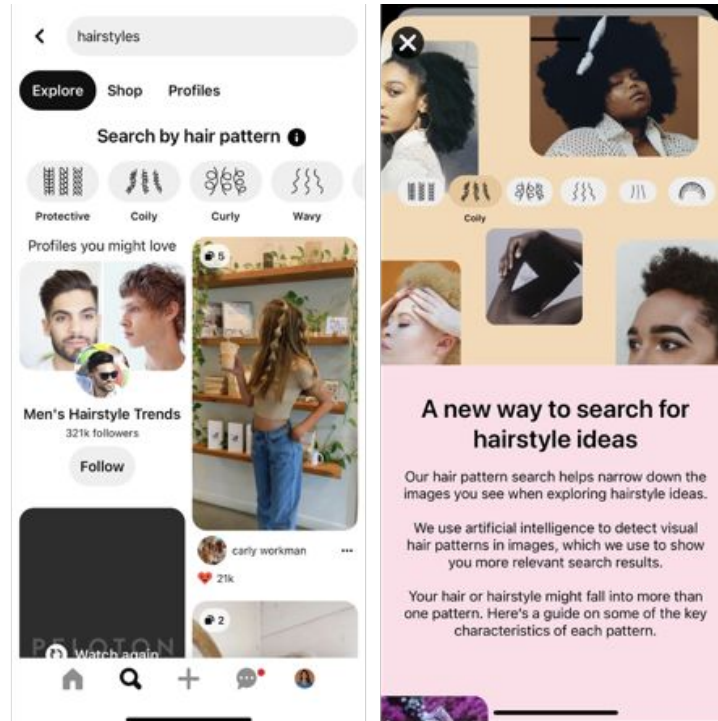 hairstyles
Explore
Shop
Profiles
Search by hair pattern
Protective
Coily
Curly
Wavy
Profiles you might love
Men's Hairstyle Trends
321k followers
Follow
PELOTON
Watch again
5
carly workman
21k
2
Coily
A new way to search for
hairstyle ideas
Our hair pattern search helps narrow down the
images you see when exploring hairstyle ideas.
We use artificial intelligence to detect visual
hair patterns in images, which we use to show
you more relevant search results.
Your hair or hairstyle might fall into more than
one pattern. Here's a guide on some of the key
characteristics of each pattern.